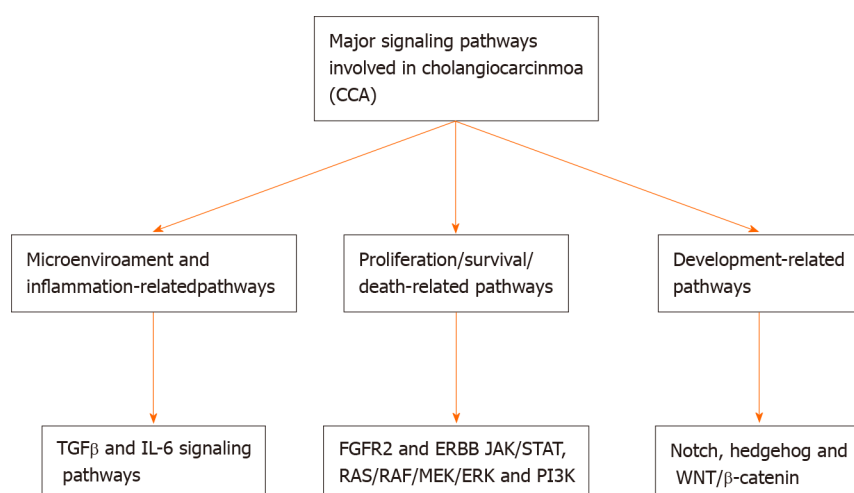 Major signaling pathways
involved in cholangiocarcinmoa
(CCA)
Microenviroament and
inflammation-relatedpathways
Proliferation/survival/
death-related pathways
Development-related
pathways
TGFβ and IL-6 signaling
pathways
FGFR2 and ERBB JAK/STAT,
RAS/RAF/MEK/ERK and PI3K
Notch, hedgehog and
WNT/β-catenin